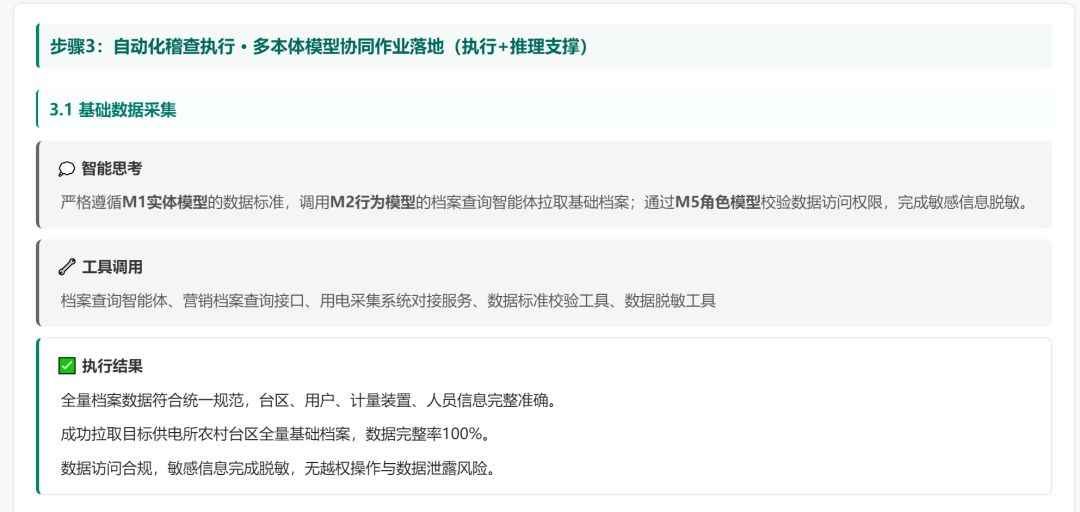 步骤3：自动化稽查执行·多本体模型协同作业落地（执行+推理支撑）
3.1 基础数据采集
智能思考
严格遵循M1实体模型的数据标准，调用M2行为模型的档案查询智能体拉取基础档案；通过M5角色模型校验数据访问权限，完成敏感信息脱敏。
工具调用
档案查询智能体、营销档案查询接口、用电采集系统对接服务、数据标准校验工具、数据脱敏工具
执行结果
全量档案数据符合统一规范，台区、用户、计量装置、人员信息完整准确。
成功拉取目标供电所农村台区全量基础档案，数据完整率100%。
数据访问合规，敏感信息完成脱敏，无越权操作与数据泄露风险。